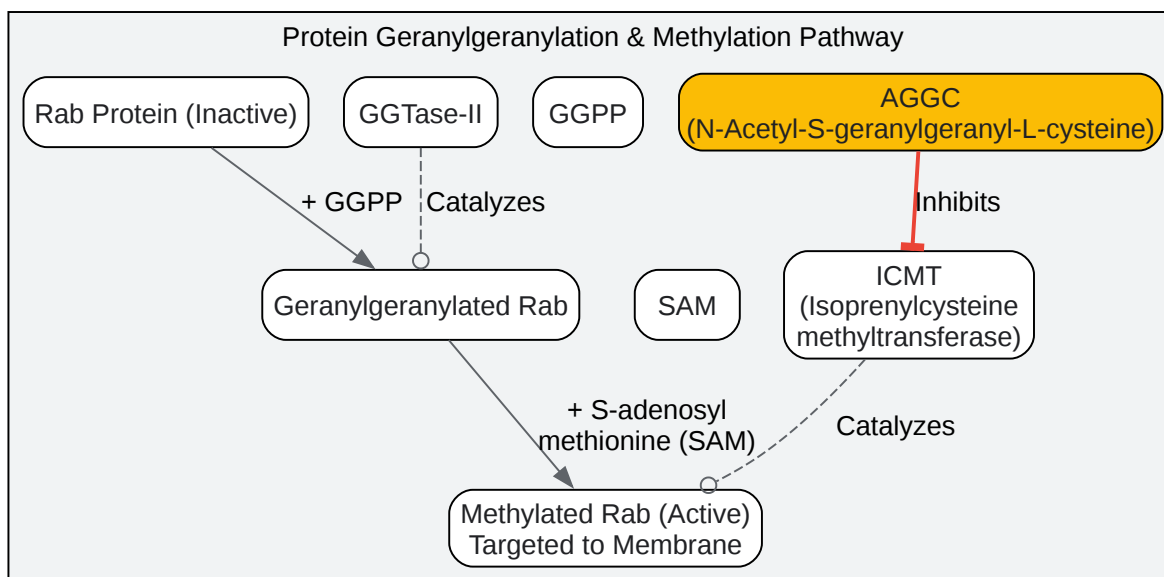 Protein Geranylgeranylation & Methylation Pathway
Rab Protein (Inactive)
GGTase-II
GGPP
AGGC
(N-Acetyl-S-geranylgeranyl-L-cysteine)
+ GGPP
Catalyzes
Inhibits
Geranylgeranylated Rab
SAM
ICMT
(Isoprenylcysteine
methyltransferase)
+ S-adenosyl
methionine (SAM)
Catalyzes
Methylated Rab (Active)
Targeted to Membrane